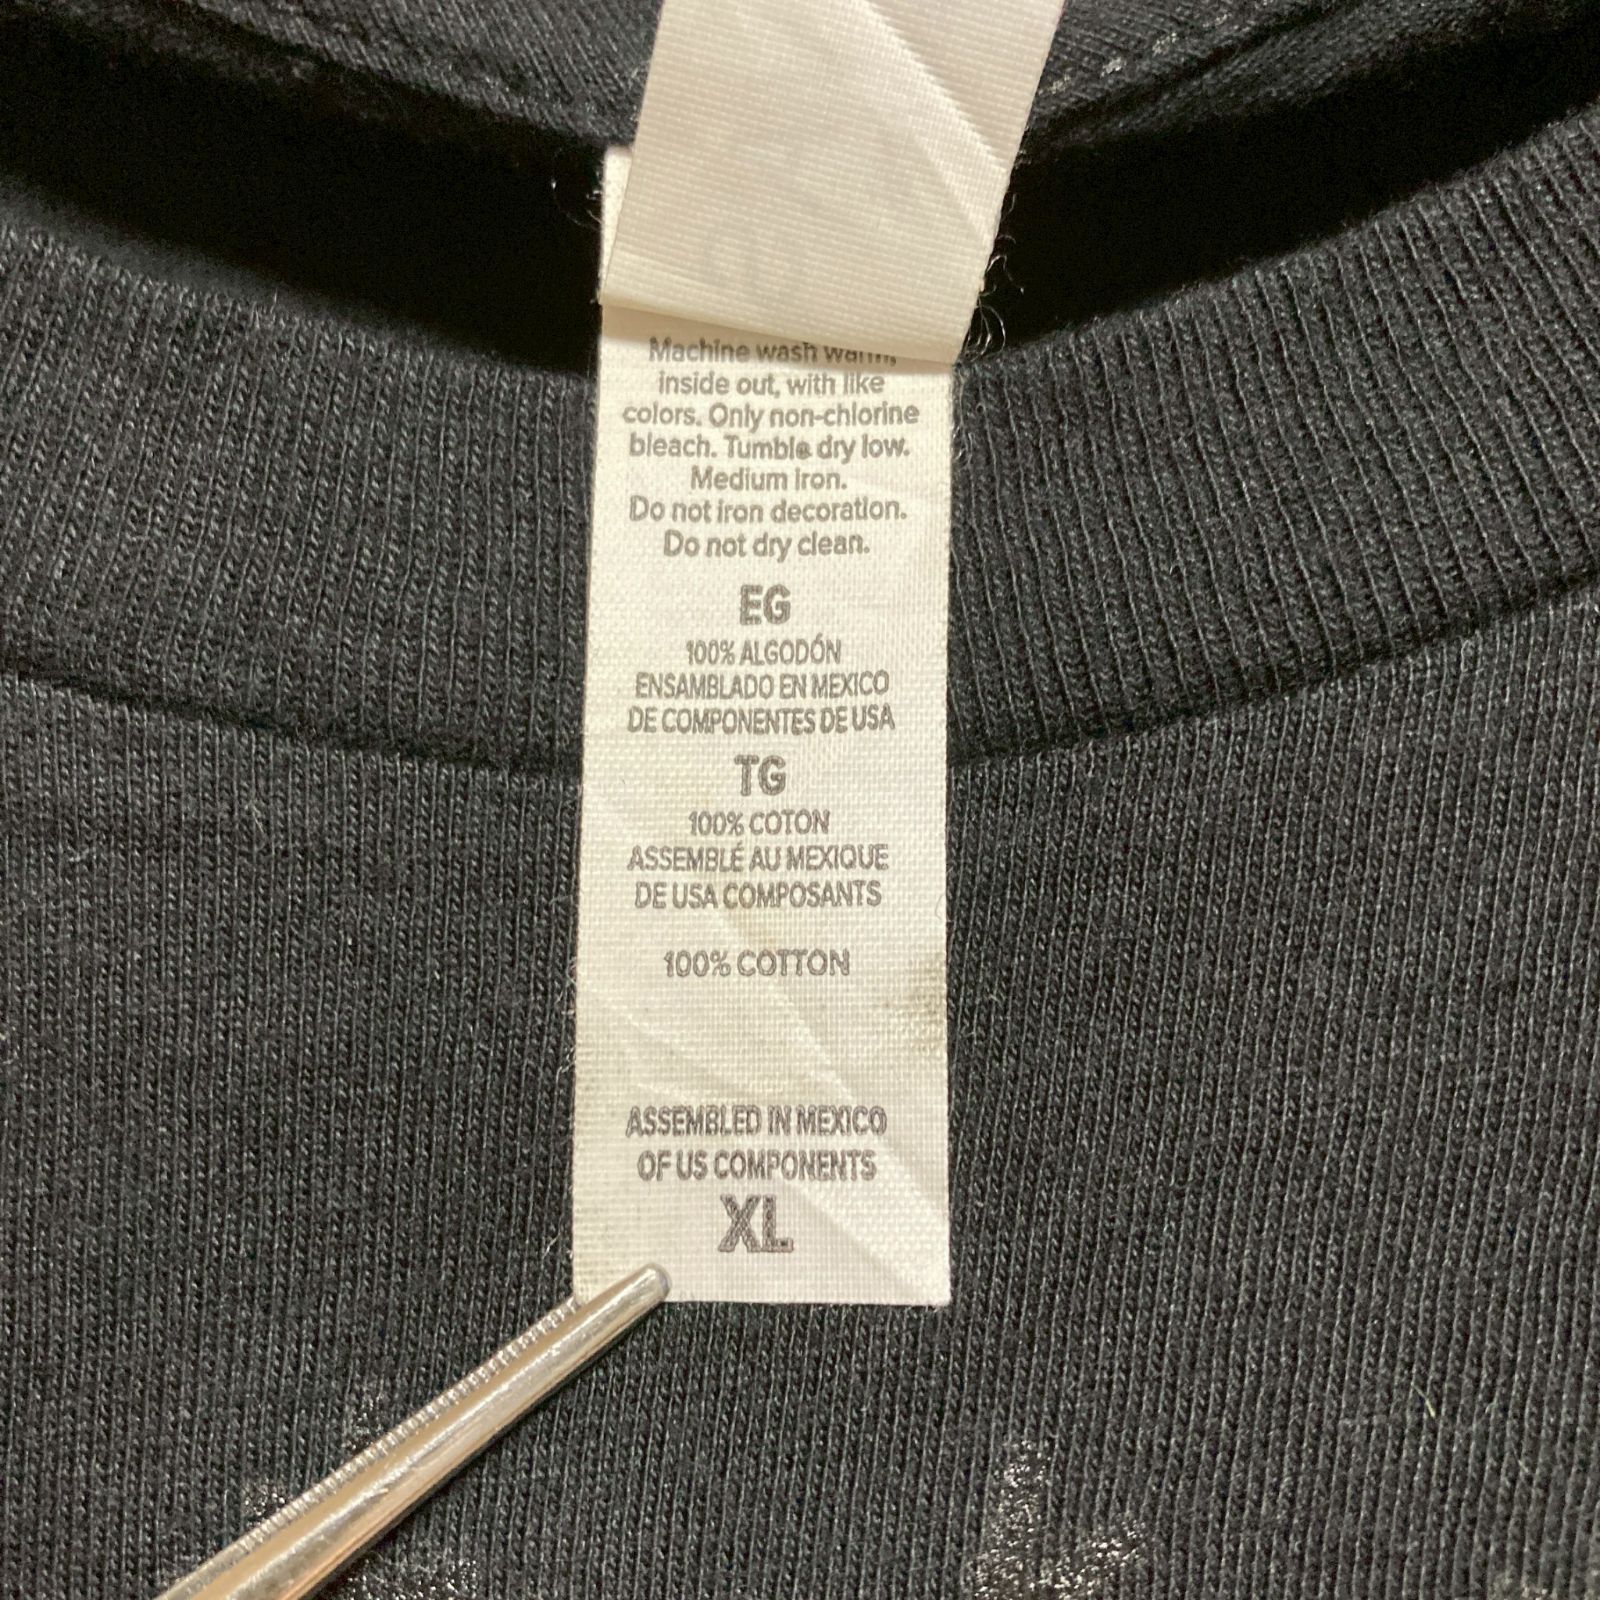 Machine wash warm,
inside out, with like
colors. Only non-chlorine
bleach. Tumble dry low.
Medium iron.
Do not iron decoration.
Do not dry clean.
EG
100% ALGODÓN
ENSAMBLADO EN MEXICO
DE COMPONENTES DE USA
TG
100% COTON
ASSEMBLÉ AU MEXIQUE
DE USA COMPOSANTS
100% COTTON
ASSEMBLED IN MEXICO
OF US COMPONENTS
XL